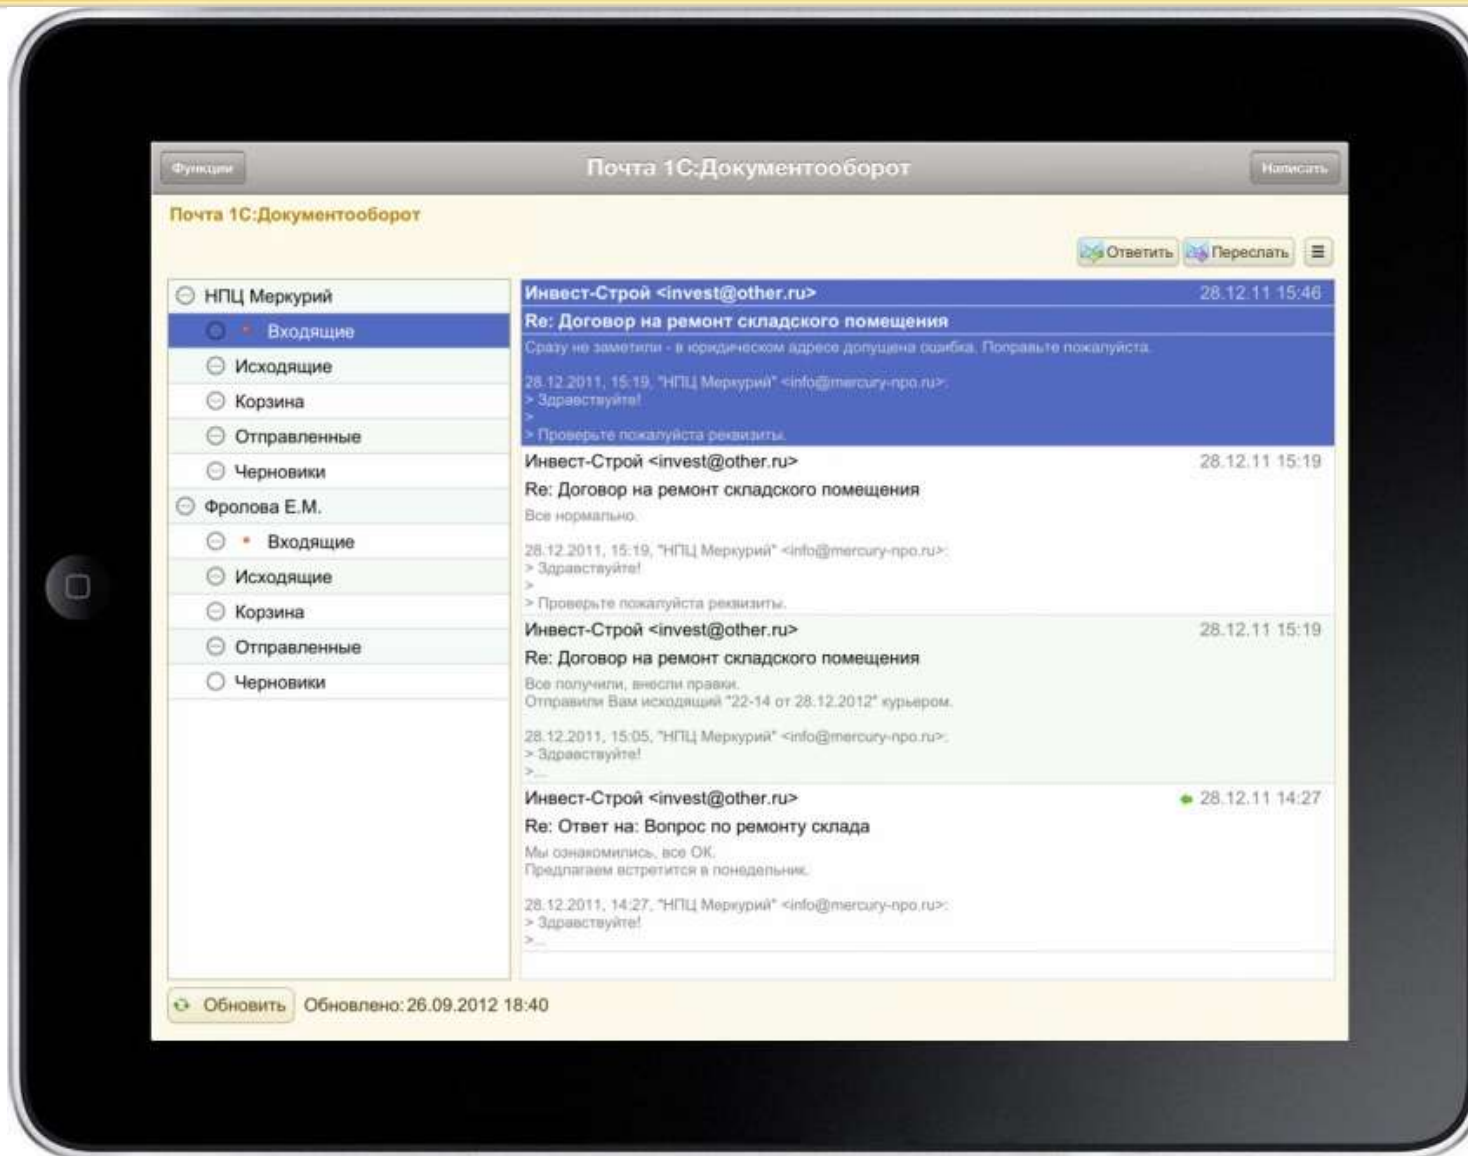 Функции
Почта 1С:Документооборот
Написать
Почта 1С:Документооборот
Ответить
Переслать
НПЦ Меркурий
Входящие
Исходящие
Корзина
Отправленные
Черновики
Фролова Е.М.
Входящие
Исходящие
Корзина
Отправленные
Черновики
Инвест-Строй <invest@other.ru> 28.12.11 15:46
Re: Договор на ремонт складского помещения
Сразу не заметили - в юридическом адресе допущена ошибка. Поправьте пожалуйста.
28.12.2011, 15:19, "НПЦ Меркурий" <info@mercury-npo.ru>:
> Здравствуйте!
>
> Проверьте пожалуйста реквизиты.
Инвест-Строй <invest@other.ru> 28.12.11 15:19
Re: Договор на ремонт складского помещения
Все нормально.
28.12.2011, 15:19, "НПЦ Меркурий" <info@mercury-npo.ru>:
> Здравствуйте!
>
> Проверьте пожалуйста реквизиты.
Инвест-Строй <invest@other.ru> 28.12.11 15:19
Re: Договор на ремонт складского помещения
Все получили, внесли правки.
Отправили Вам исходящий "22-14 от 28.12.2012" курьером.
28.12.2011, 15:05, "НПЦ Меркурий" <info@mercury-npo.ru>:
> Здравствуйте!
>...
Инвест-Строй <invest@other.ru> 28.12.11 14:27
Re: Ответ на: Вопрос по ремонту склада
Мы ознакомились, все ОК.
Предлагаем встретится в понедельник.
28.12.2011, 14:27, "НПЦ Меркурий" <info@mercury-npo.ru>:
> Здравствуйте!
>...
Обновить Обновлено: 26.09.2012 18:40